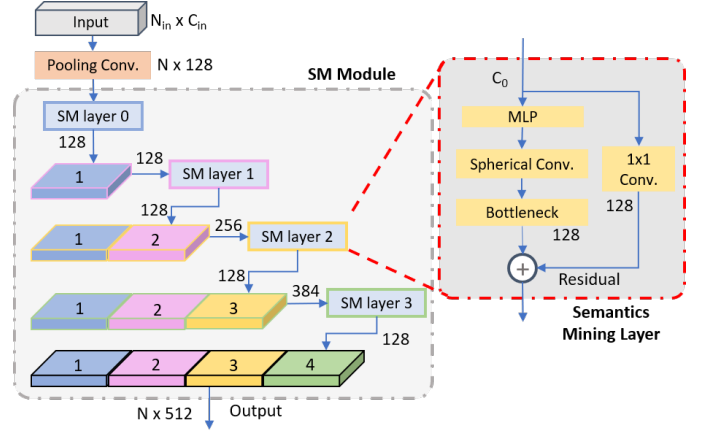 Input
N_in x C_in
Pooling Conv.
N x 128
SM Module
SM layer 0
128
1
128
SM layer 1
128
1
2
256
SM layer 2
128
1
2
3
384
SM layer 3
128
1
2
3
4
N x 512
Output
C_0
MLP
Spherical Conv.
1x1
Conv.
Bottleneck
128
128
+
Residual
Semantics
Mining Layer